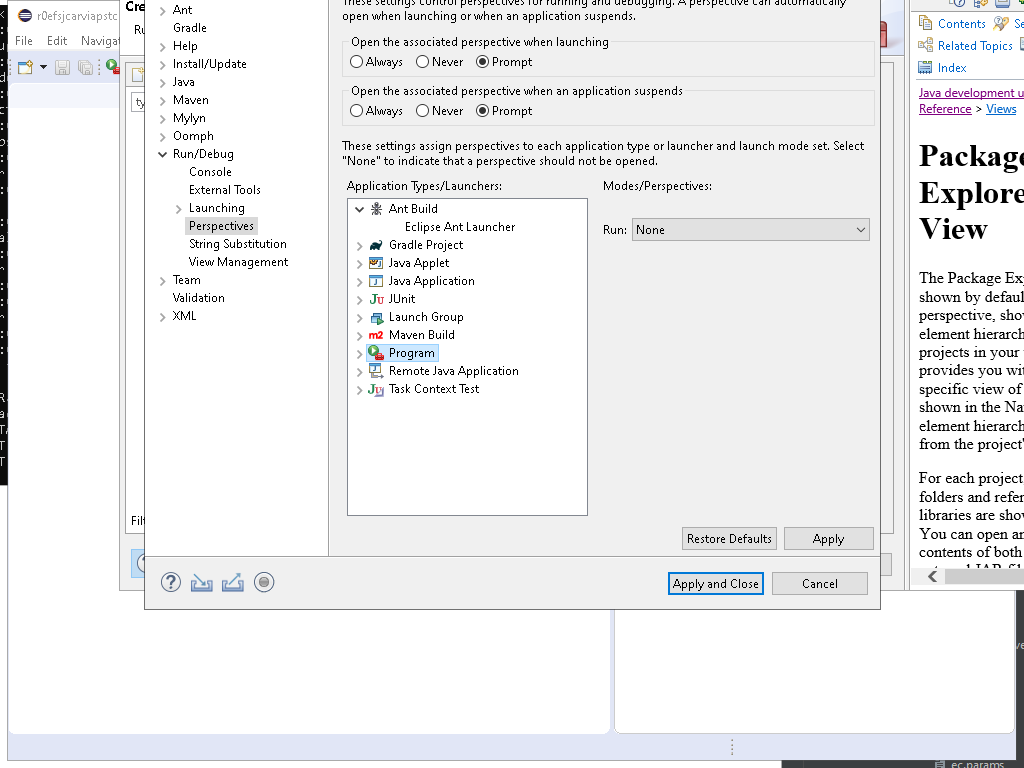 r0efsjcarviapstc
File Edit Navigat
Cre
Ru
Filt
Ant
Gradle
Help
Install/Update
Java
Maven
Mylyn
Oomph
Run/Debug
Console
External Tools
Launching
Perspectives
String Substitution
View Management
Team
Validation
XML
These settings control perspectives for running and debugging. A perspective can automatically
open when launching or when an application suspends.
Open the associated perspective when launching
Always Never Prompt
Open the associated perspective when an application suspends
Always Never Prompt
These settings assign perspectives to each application type or launcher and launch mode set. Select
"None" to indicate that a perspective should not be opened.
Application Types/Launchers:
Modes/Perspectives:
Ant Build
Eclipse Ant Launcher
Gradle Project
Java Applet
Java Application
JUnit
Launch Group
Maven Build
Program
Remote Java Application
Task Context Test
Run: None
Restore Defaults
Apply
Apply and Close
Cancel
Contents Se
Related Topics
Index
Java development u
Reference > Views
Package
Explore
View
The Package Exp
shown by defaul
perspective, show
element hierarch
projects in your
provides you wit
specific view of
shown in the Na
element hierarch
from the project'
For each project,
folders and refer
libraries are show
You can open an
contents of both
ec.params